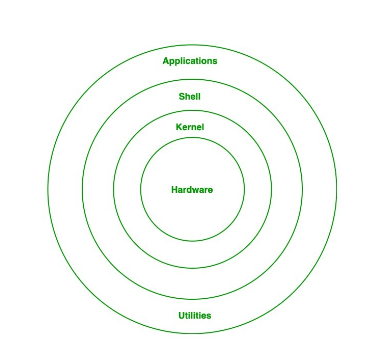 Applications
Shell
Kernel
Hardware
Utilities